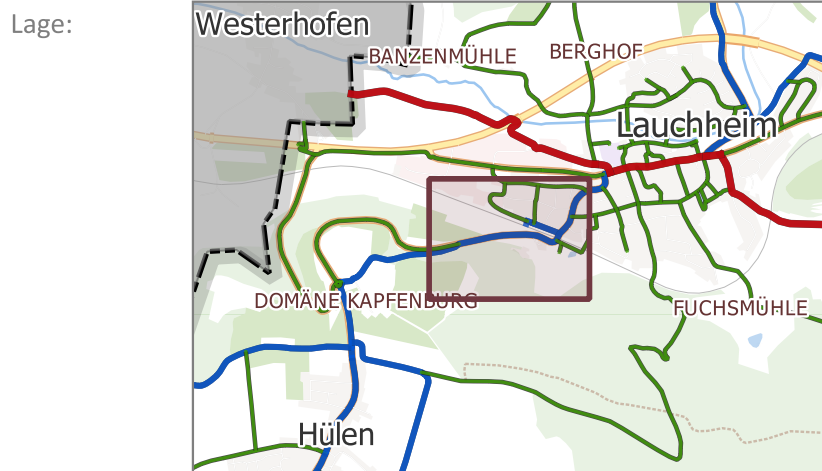 Lage:
Westerhofen
BERGHOF
BANZENMÜHLE
Lauchheim
DOMÄNE KAPFENBURG
FUCHSMÜHLE
Hülen